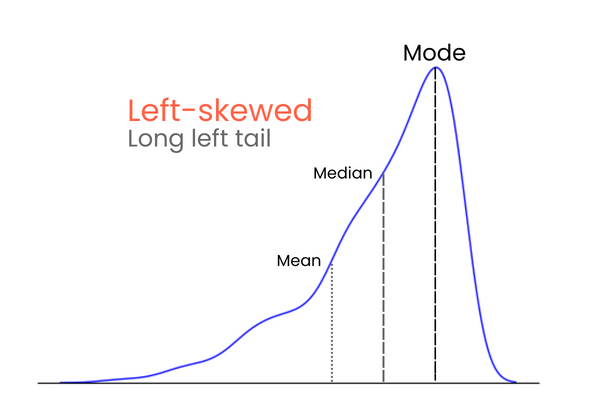 Mode
Left-skewed
Long left tail
Median
Mean